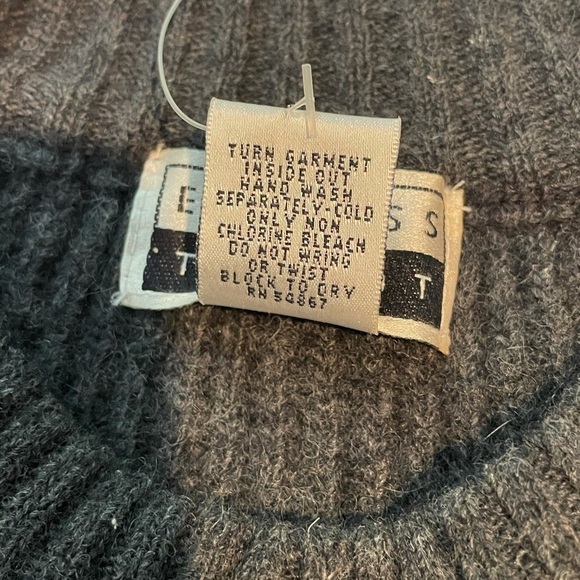 TURN GARMENT
INSIDE OUT
HAND WASH
SEPARATELY-COLD
ONLY NON
CHLORINE BLEACH
DO NOT WRING
OR TWIST
BLOCK TO DRY
RN 54867
E S S
T T